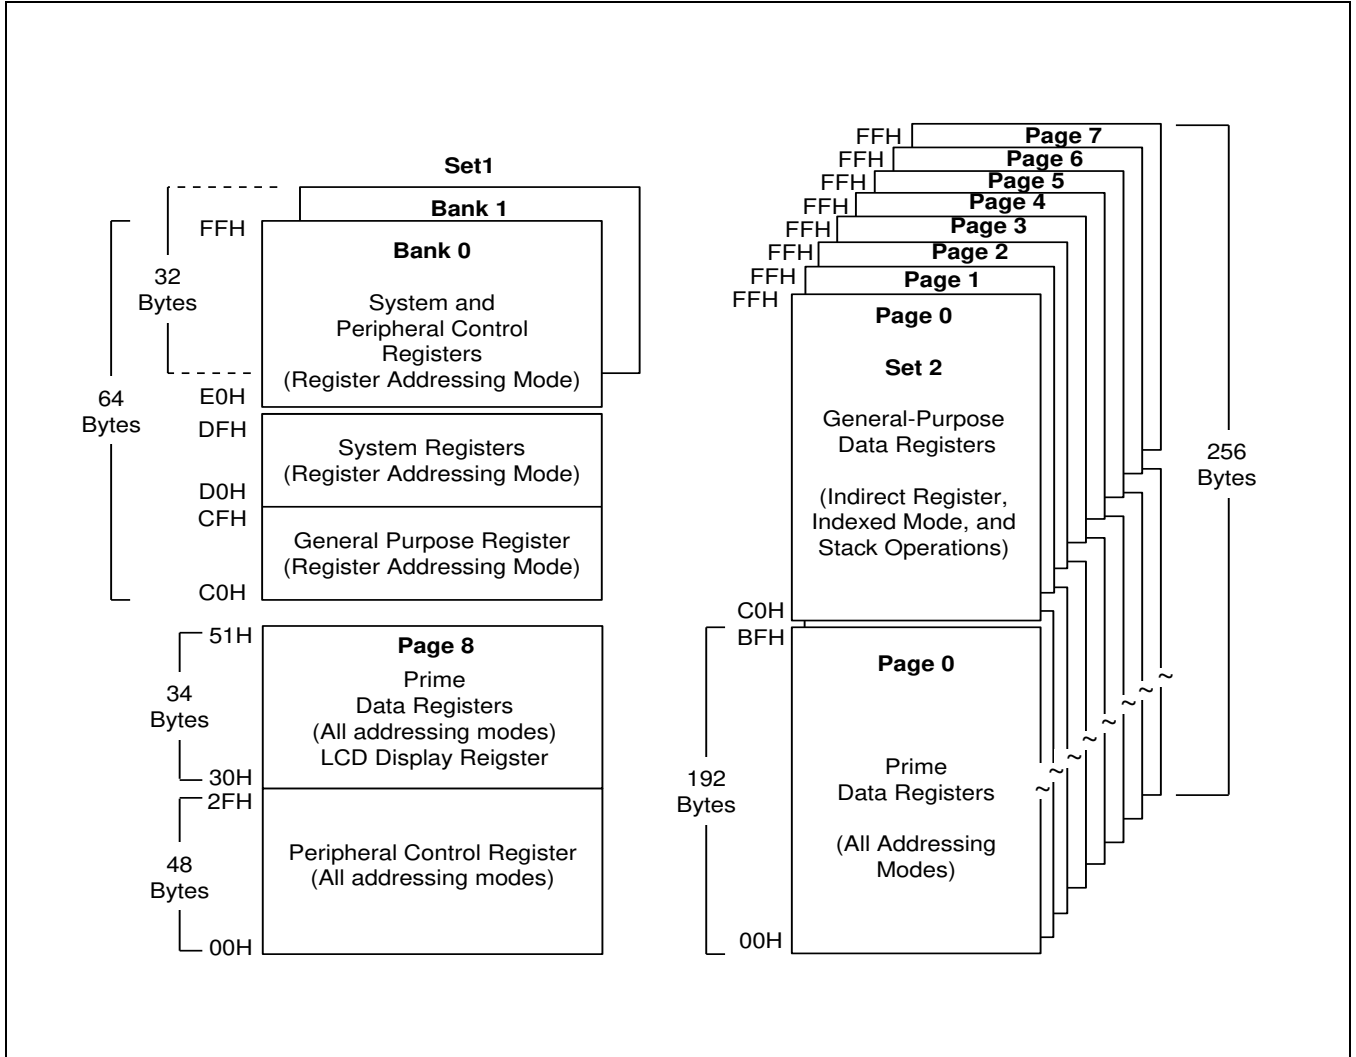 Set1
Bank 1
FFH
Bank 0
32
Bytes
System and
Peripheral Control
Registers
(Register Addressing Mode)
E0H
64
Bytes
DFH
System Registers
(Register Addressing Mode)
D0H
CFH
General Purpose Register
(Register Addressing Mode)
C0H
51H
Page 8
Prime
Data Registers
(All addressing modes)
LCD Display Reigster
34
Bytes
30H
2FH
Peripheral Control Register
(All addressing modes)
48
Bytes
00H
FFH
Page 7
FFH
Page 6
FFH
Page 5
FFH
Page 4
FFH
Page 3
FFH
Page 2
FFH
Page 1
FFH
Page 0
Set 2
General-Purpose
Data Registers
(Indirect Register,
Indexed Mode, and
Stack Operations)
256
Bytes
C0H
BFH
Page 0
192
Bytes
Prime
Data Registers
(All Addressing
Modes)
00H
~
~
~
~
~
~
~
~